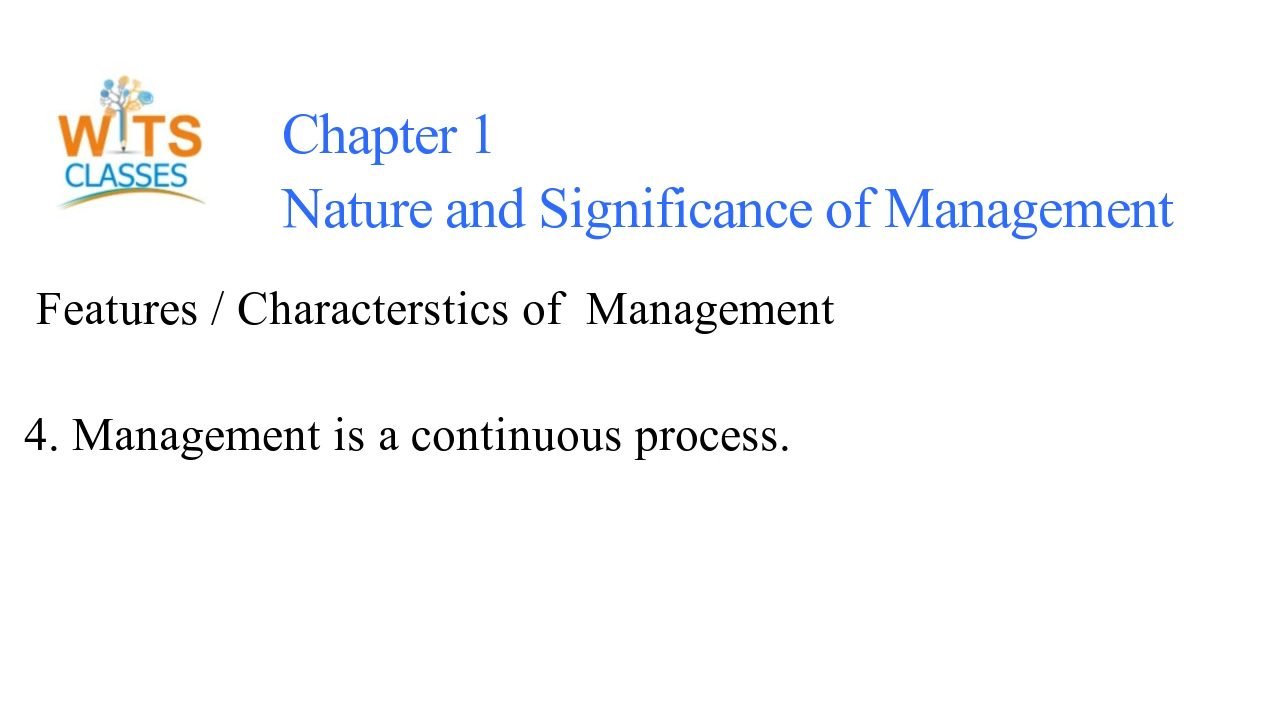 WITS
CLASSES
Chapter 1
Nature and Significance of Management
Features / Characterstics of Management
4. Management is a continuous process.